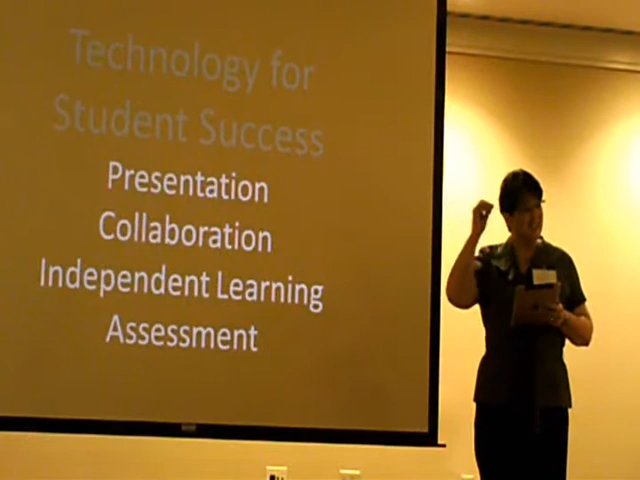 Technology for
Student Success
Presentation
Collaboration
Independent Learning
Assessment